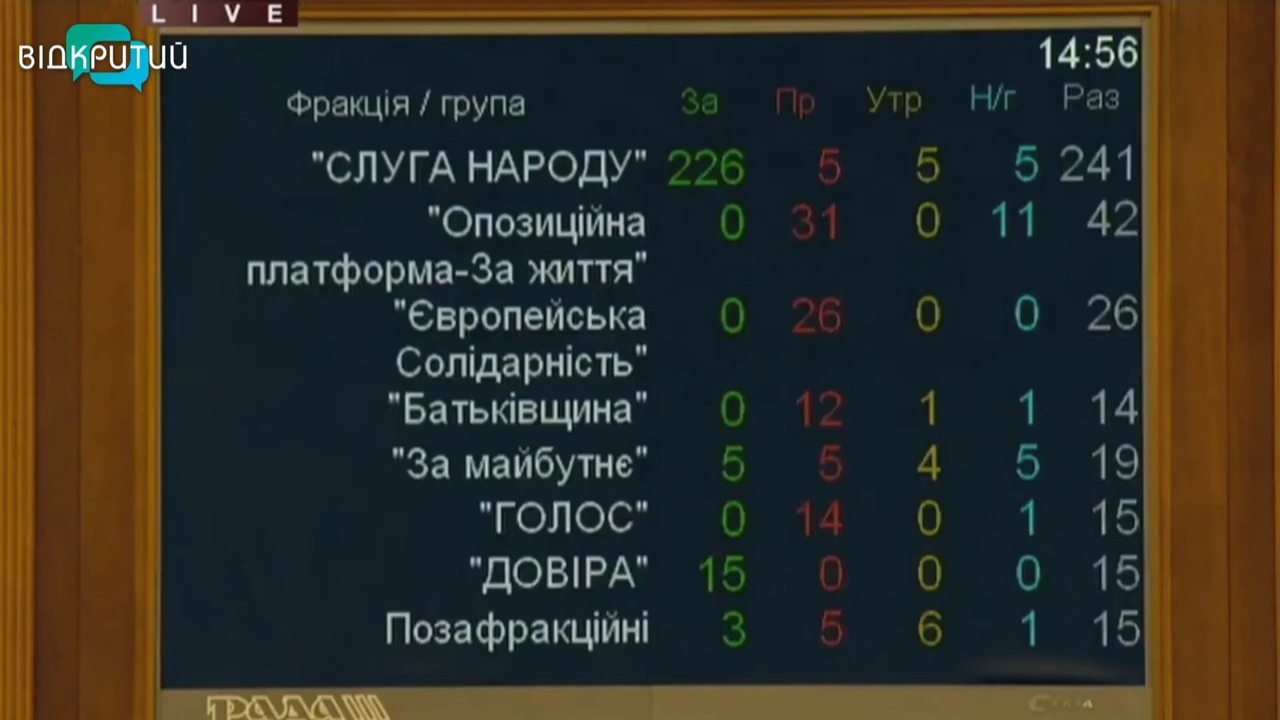 LIVE
ВІДКРИТИЙ
14:56
Фракція / група За Пр Утр Н/г Раз
"СЛУГА НАРОДУ" 226 5 5 5 241
"Опозиційна 0 31 0 11 42
платформа-За життя"
"Європейська 0 26 0 0 26
Солідарність"
"Батьківщина" 0 12 1 1 14
"За майбутнє" 5 5 4 5 19
"ГОЛОС" 0 14 0 1 15
"ДОВІРА" 15 0 0 0 15
Позафракційні 3 5 6 1 15